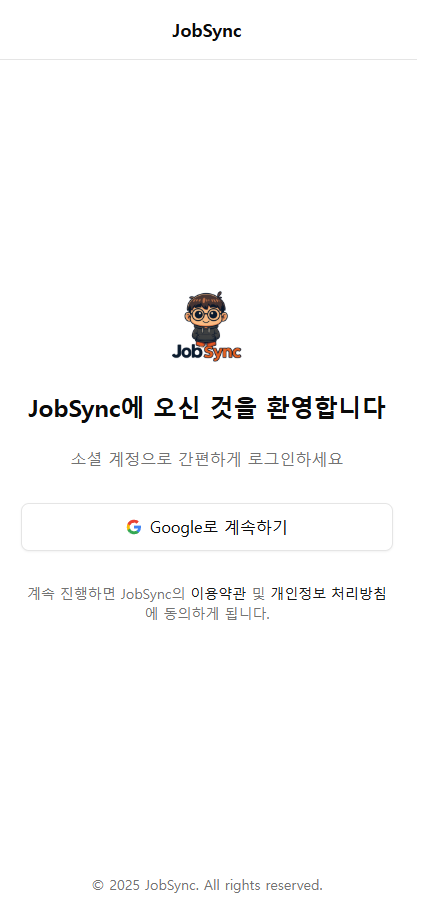 JobSync
JobSync
JobSync에 오신 것을 환영합니다
소셜 계정으로 간편하게 로그인하세요
Google로 계속하기
계속 진행하면 JobSync의 이용약관 및 개인정보 처리방침
에 동의하게 됩니다.
© 2025 JobSync. All rights reserved.